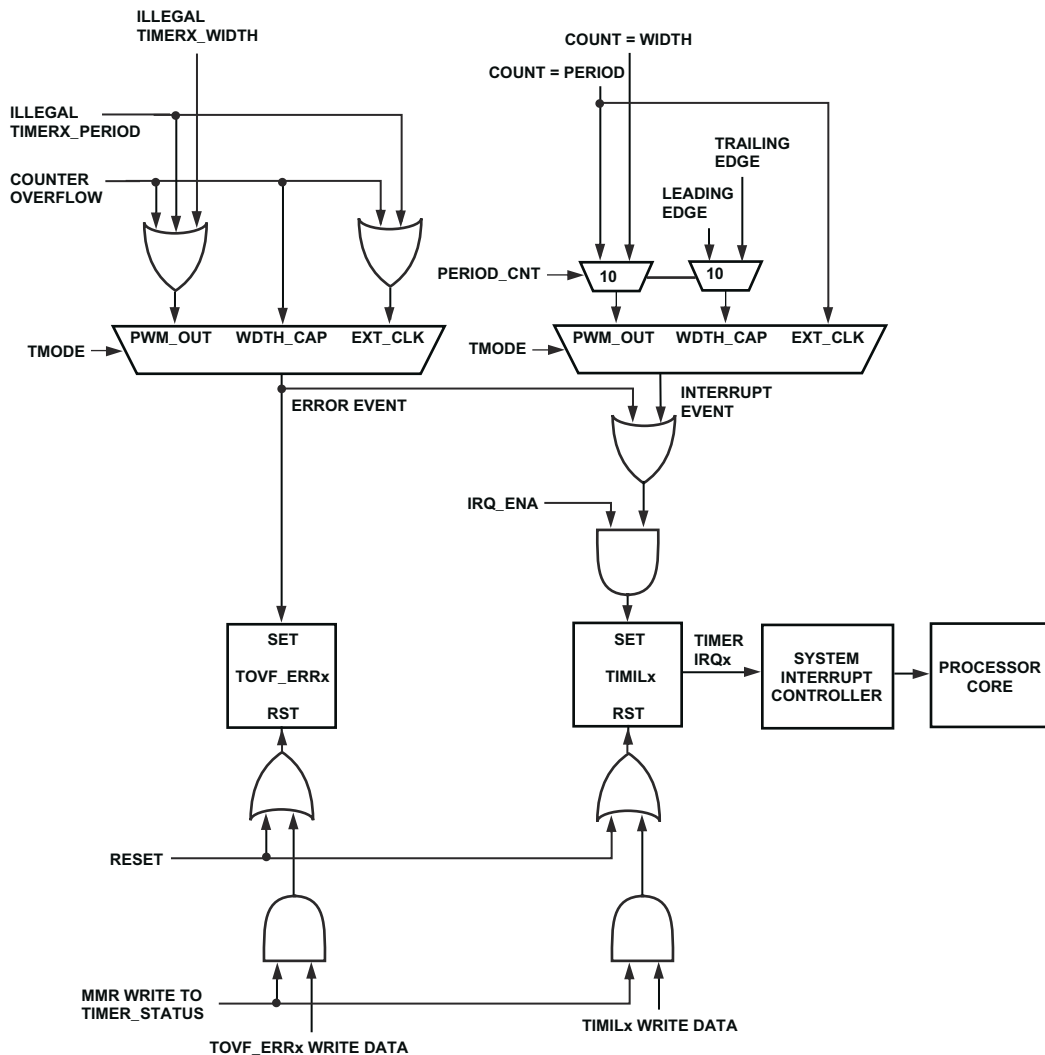 ILLEGAL
TIMERX_WIDTH
COUNT = WIDTH
COUNT = PERIOD
ILLEGAL
TIMERX_PERIOD
TRAILING
EDGE
COUNTER
OVERFLOW
LEADING
EDGE
PERIOD_CNT
10
10
TMODE
PWM_OUT WDTH_CAP EXT_CLK
TMODE
PWM_OUT WDTH_CAP EXT_CLK
ERROR EVENT
INTERRUPT
EVENT
IRQ_ENA
SET
TOVF_ERRx
RST
SET
TIMILx
RST
TIMER
IRQx
SYSTEM
INTERRUPT
CONTROLLER
PROCESSOR
CORE
RESET
MMR WRITE TO
TIMER_STATUS
TOVF_ERRx WRITE DATA
TIMILx WRITE DATA